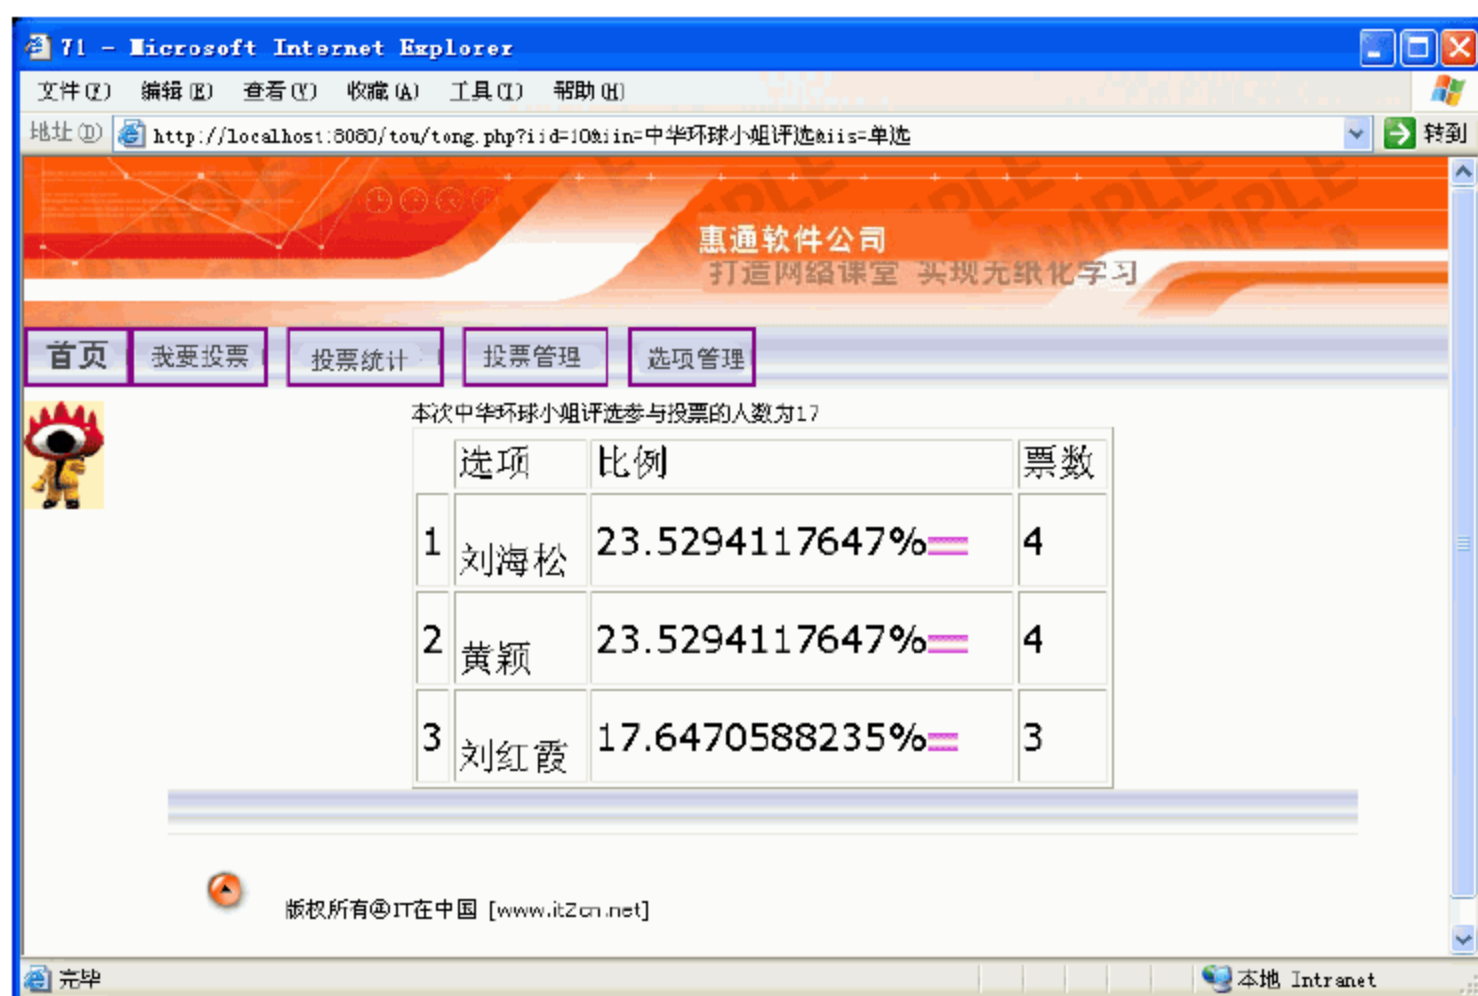 71 - Microsoft Internet Explorer
文件(F) 编辑(E) 查看(V) 收藏(A) 工具(T) 帮助(H)
地址(D) http://localhost:8080/tou/tong.php?iid=10&iin=中华环球小姐评选&iis=单选 转到
惠通软件公司
打造网络课堂 实现无纸化学习
首页 我要投票 投票统计 投票管理 选项管理
本次中华环球小姐评选参与投票的人数为17
选项 比例 票数
1 刘海松 23.5294117647% 4
2 黄颖 23.5294117647% 4
3 刘红霞 17.6470588235% 3
版权所有@IT在中国 [www.itzcn.net]
完毕 本地 Intranet